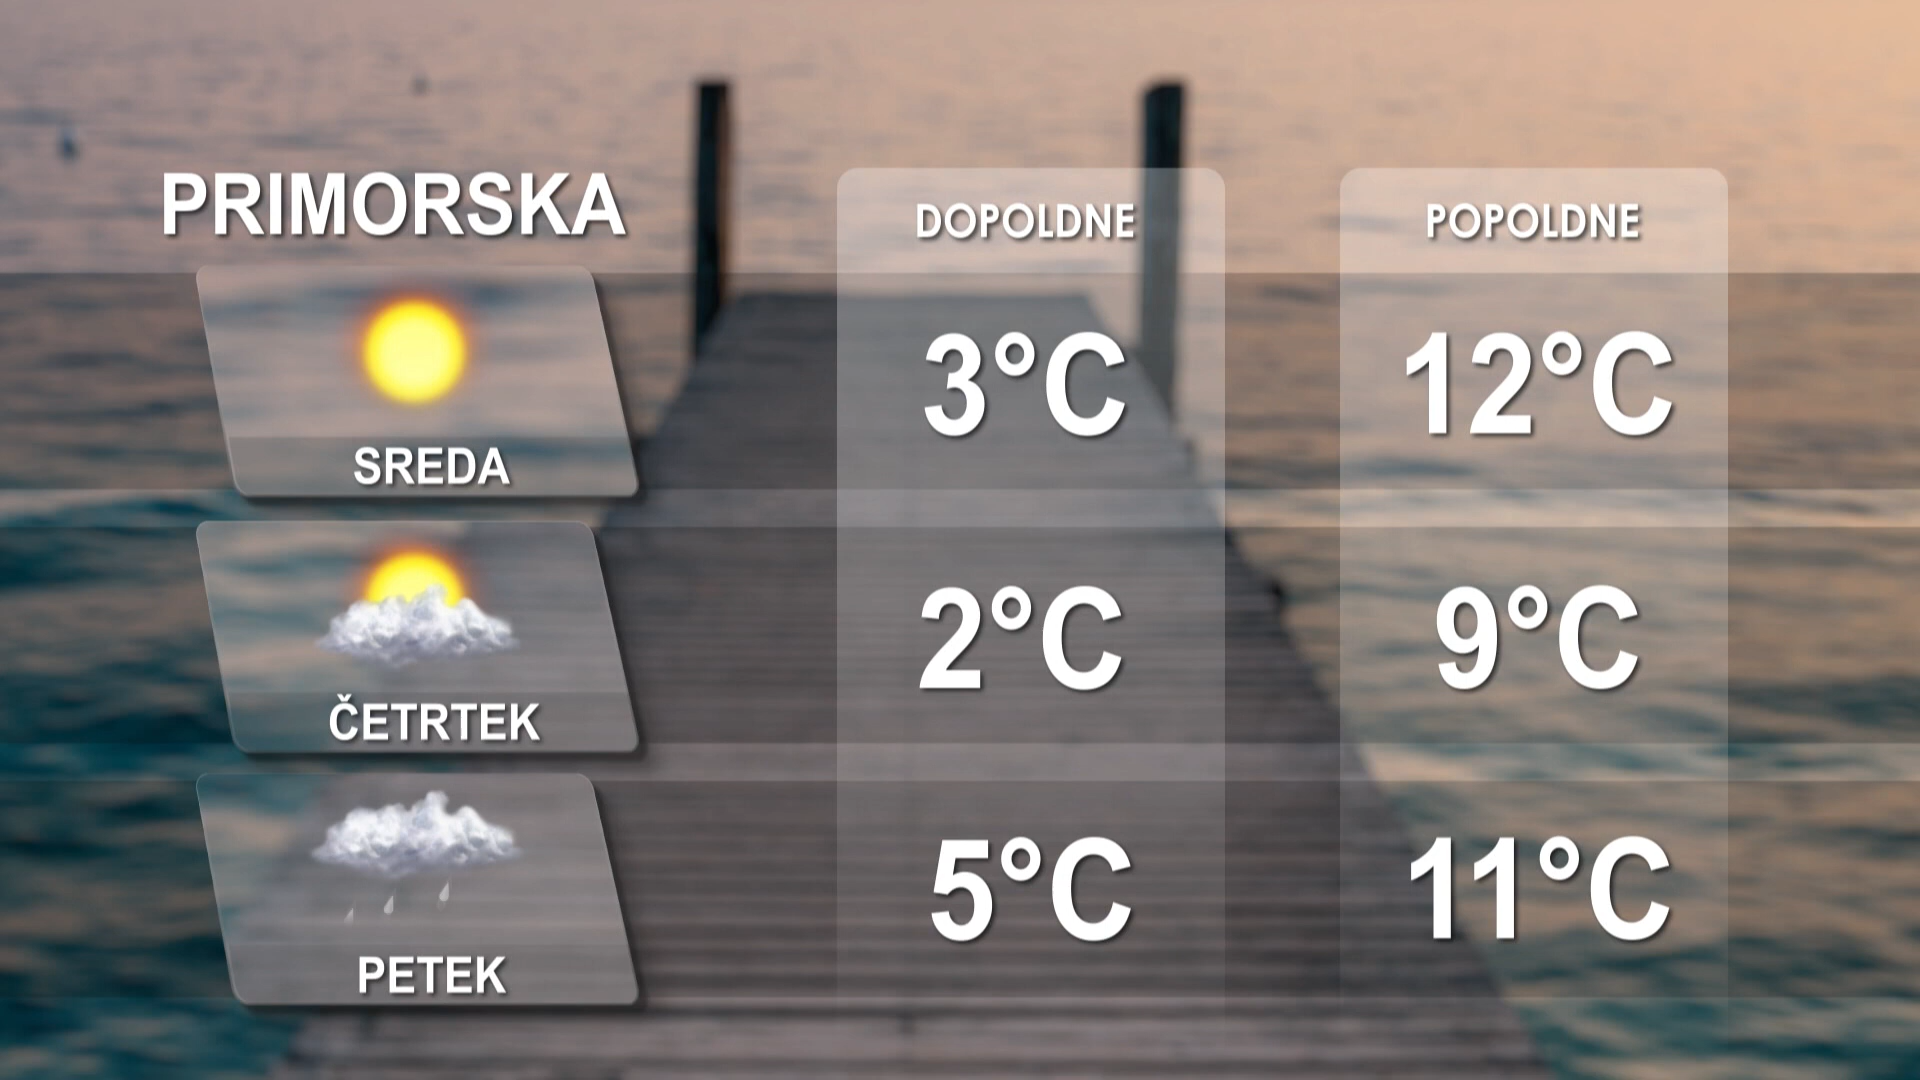 PRIMORSKA
DOPOLDNE
POPOLDNE
SREDA
3°C
12°C
ČETRTEK
2°C
9°C
PETEK
5°C
11°C